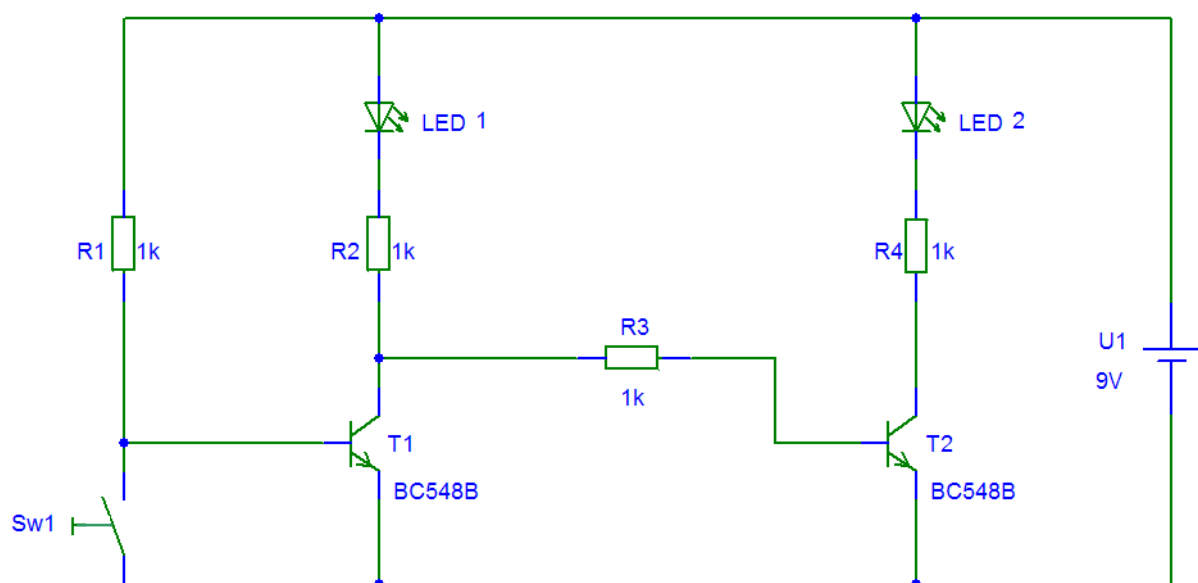 LED 1
LED 2
R1 1k
R2 1k
R4 1k
R3
1k
U1
9V
T1
BC548B
T2
BC548B
Sw1